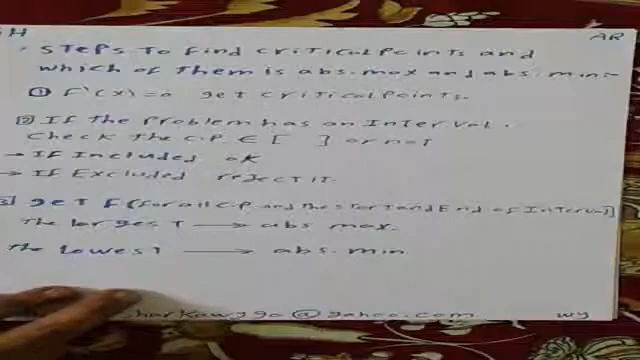 H AR
STEPS TO find CRITICAL Points and
which of Them is abs. max and abs. min:-
① F'(x)=0 get CRITICAL Points.
② If The Problem has an Interval.
Check The C.P. ∈ [ ] or noT
→ If Included ok
→ If Excluded rejecT iT.
3 geT F(for all C.P and The sTarT and End of InTerval)
The largesT → abs max.
The LowesT → abs. min.
harkawy90@yahoo.com wy